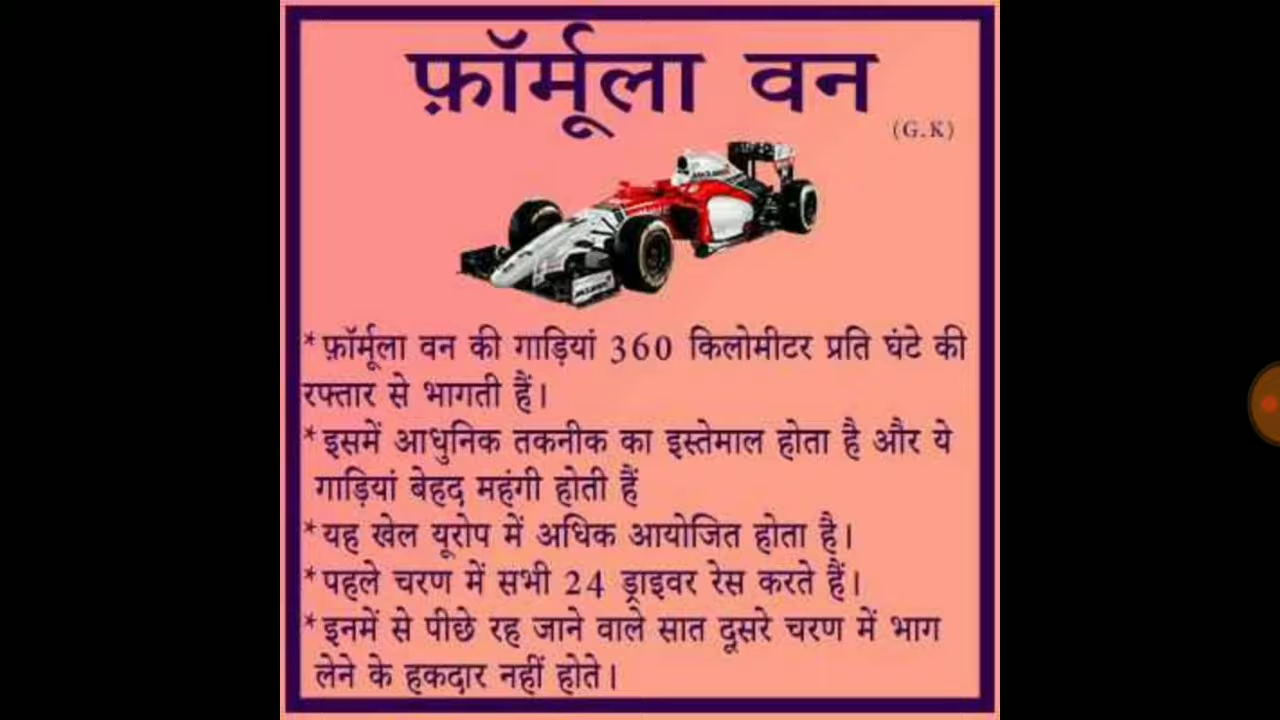 फ़ॉर्मूला वन
(G.K)
*फ़ॉर्मूला वन की गाड़ियां 360 किलोमीटर प्रति घंटे की
रफ्तार से भागती हैं।
*इसमें आधुनिक तकनीक का इस्तेमाल होता है और ये
गाड़ियां बेहद महंगी होती हैं
*यह खेल यूरोप में अधिक आयोजित होता है।
*पहले चरण में सभी 24 ड्राइवर रेस करते हैं।
*इनमें से पीछे रह जाने वाले सात दूसरे चरण में भाग
लेने के हकदार नहीं होते।